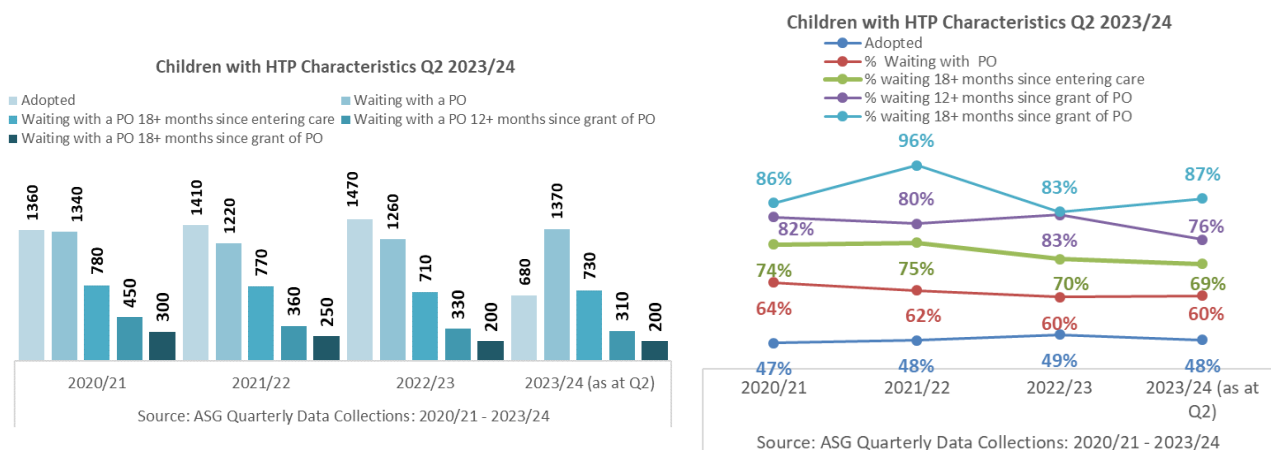 Children with HTP Characteristics Q2 2023/24
Adopted
Waiting with a PO
Waiting with a PO 18+ months since entering care
Waiting with a PO 12+ months since grant of PO
Waiting with a PO 18+ months since grant of PO
1360 1340 780 450 300
1410 1220 770 360 250
1470 1260 710 330 200
680 1370 730 310 200
2020/21 2021/22 2022/23 2023/24 (as at Q2)
Source: ASG Quarterly Data Collections: 2020/21 - 2023/24
Children with HTP Characteristics Q2 2023/24
Adopted
% Waiting with PO
% waiting 18+ months since entering care
% waiting 12+ months since grant of PO
% waiting 18+ months since grant of PO
86% 96% 83% 87%
82% 80% 83% 76%
74% 75% 70% 69%
64% 62% 60% 60%
47% 48% 49% 48%
2020/21 2021/22 2022/23 2023/24 (as at
Q2)
Source: ASG Quarterly Data Collections: 2020/21 - 2023/24